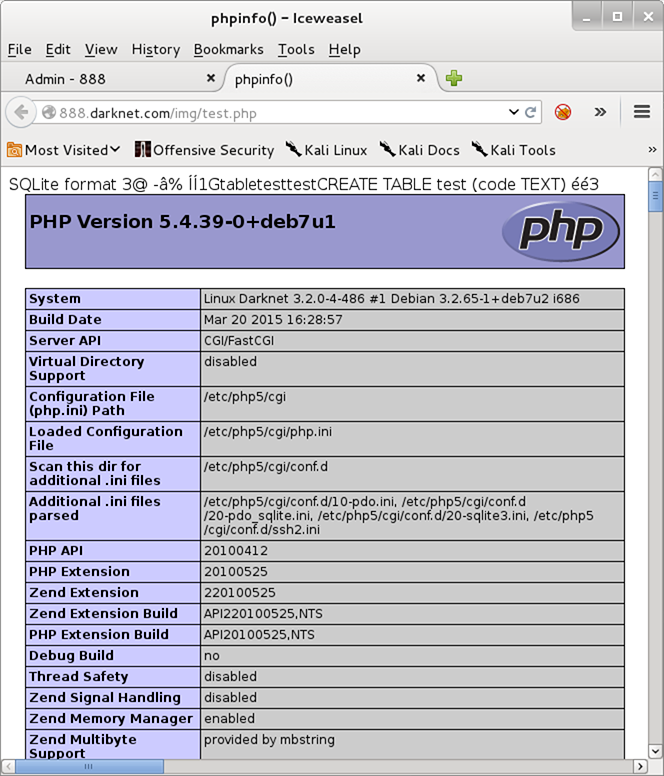 phpinfo() - Iceweasel
File Edit View History Bookmarks Tools Help
Admin - 888 phpinfo()
888.darknet.com/img/test.php
Most Visited Offensive Security Kali Linux Kali Docs Kali Tools
SQLite format 3@ -â% ÍÍ1GtabletesttestCREATE TABLE test (code TEXT) éé3
PHP Version 5.4.39-0+deb7u1 php
System Linux Darknet 3.2.0-4-486 #1 Debian 3.2.65-1+deb7u2 i686
Build Date Mar 20 2015 16:28:57
Server API CGI/FastCGI
Virtual Directory disabled
Support
Configuration File /etc/php5/cgi
(php.ini) Path
Loaded Configuration /etc/php5/cgi/php.ini
File
Scan this dir for /etc/php5/cgi/conf.d
additional .ini files
Additional .ini files /etc/php5/cgi/conf.d/10-pdo.ini, /etc/php5/cgi/conf.d
parsed /20-pdo_sqlite.ini, /etc/php5/cgi/conf.d/20-sqlite3.ini, /etc/php5
/cgi/conf.d/ssh2.ini
PHP API 20100412
PHP Extension 20100525
Zend Extension 220100525
Zend Extension Build API220100525,NTS
PHP Extension Build API20100525,NTS
Debug Build no
Thread Safety disabled
Zend Signal Handling disabled
Zend Memory Manager enabled
Zend Multibyte provided by mbstring
Support